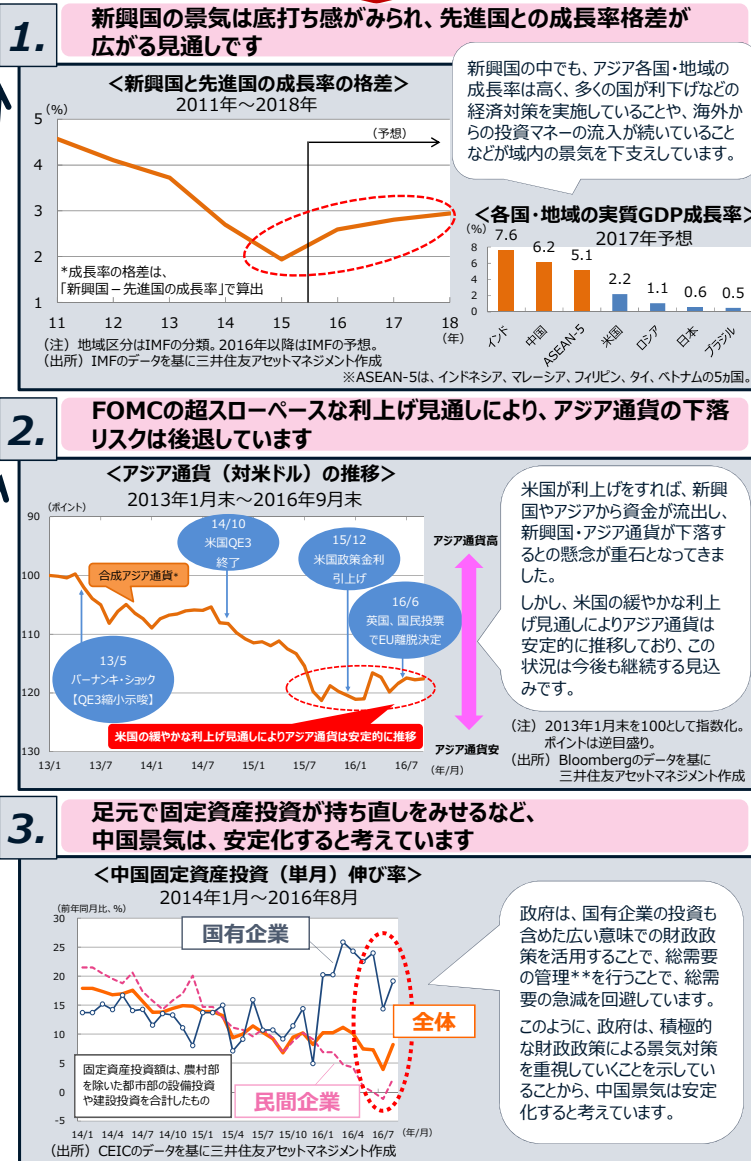 1.
新興国の景気は底打ち感がみられ、先進国との成長率格差が
広がる見通しです
＜新興国と先進国の成長率の格差＞
2011年～2018年
(%)
5
4
3
2
1
（予想）
*成長率の格差は、
「新興国－先進国の成長率」で算出
11 12 13 14 15 16 17 18
（年）
（注）地域区分はIMFの分類。2016年以降はIMFの予想。
（出所）IMFのデータを基に三井住友アセットマネジメント作成
新興国の中でも、アジア各国・地域の
成長率は高く、多くの国が利下げなどの
経済対策を実施していることや、海外か
らの投資マネーの流入が続いていること
などが域内の景気を下支えしています。
＜各国・地域の実質GDP成長率＞
2017年予想
(%)
8
6
4
2
0
7.6 6.2 5.1 2.2 1.1 0.6 0.5
インド 中国 ASEAN-5 米国 ロシア 日本 ブラジル
※ASEAN-5は、インドネシア、マレーシア、フィリピン、タイ、ベトナムの5ヵ国。
2.
FOMCの超スローペースな利上げ見通しにより、アジア通貨の下落
リスクは後退しています
＜アジア通貨（対米ドル）の推移＞
2013年1月末～2016年9月末
（ポイント）
90
100
110
120
130
合成アジア通貨*
13/5
バーナンキ・ショック
【QE3縮小示唆】
14/10
米国QE3
終了
15/12
米国政策金利
引上げ
16/6
英国、国民投票
でEU離脱決定
米国の緩やかな利上げ見通しによりアジア通貨は安定的に推移
13/1 13/7 14/1 14/7 15/1 15/7 16/1 16/7
（年/月）
アジア通貨高
アジア通貨安
米国が利上げをすれば、新興
国やアジアから資金が流出し、
新興国・アジア通貨が下落す
るとの懸念が重石となってきま
した。
しかし、米国の緩やかな利上
げ見通しによりアジア通貨は
安定的に推移しており、この
状況は今後も継続する見込
みです。
（注）2013年1月末を100として指数化。
ポイントは逆目盛り。
（出所）Bloombergのデータを基に
三井住友アセットマネジメント作成
3.
足元で固定資産投資が持ち直しをみせるなど、
中国景気は、安定化すると考えています
＜中国固定資産投資（単月）伸び率＞
2014年1月～2016年8月
（前年同月比、%）
30
25
20
15
10
5
0
-5
国有企業
全体
民間企業
固定資産投資額は、農村部
を除いた都市部の設備投資
や建設投資を合計したもの
14/1 14/4 14/7 14/10 15/1 15/4 15/7 15/10 16/1 16/4 16/7
（年/月）
（出所）CEICのデータを基に三井住友アセットマネジメント作成
政府は、国有企業の投資も
含めた広い意味での財政政
策を活用することで、総需要
の管理**を行うことで、総需
要の急減を回避しています。
このように、政府は、積極的
な財政政策による景気対策
を重視していくことを示してい
ることから、中国景気は安定
化すると考えています。